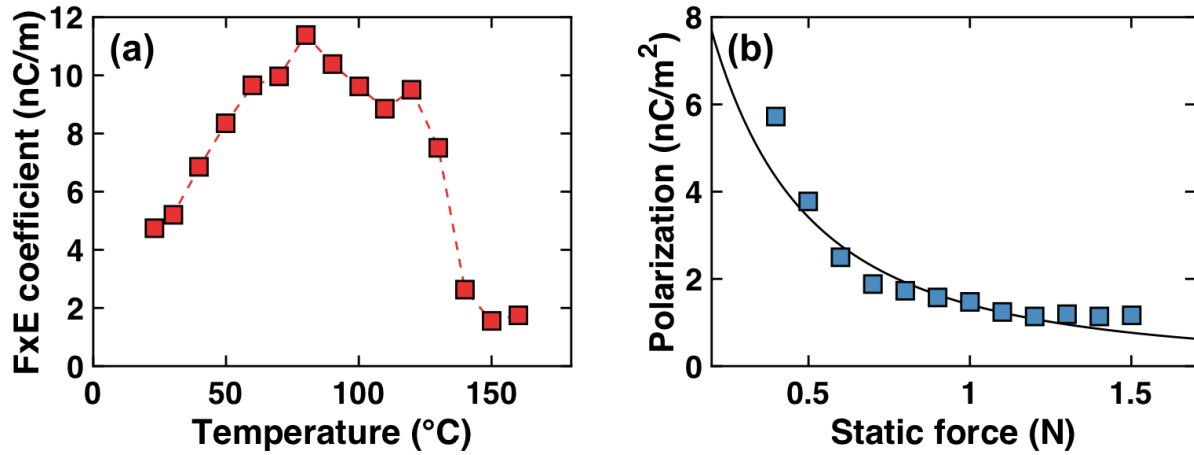 (a)
FxE coefficient (nC/m)
12
10
8
6
4
2
0
0 50 100 150
Temperature (°C)
(b)
Polarization (nC/m²)
8
6
4
2
0
0.5 1 1.5
Static force (N)